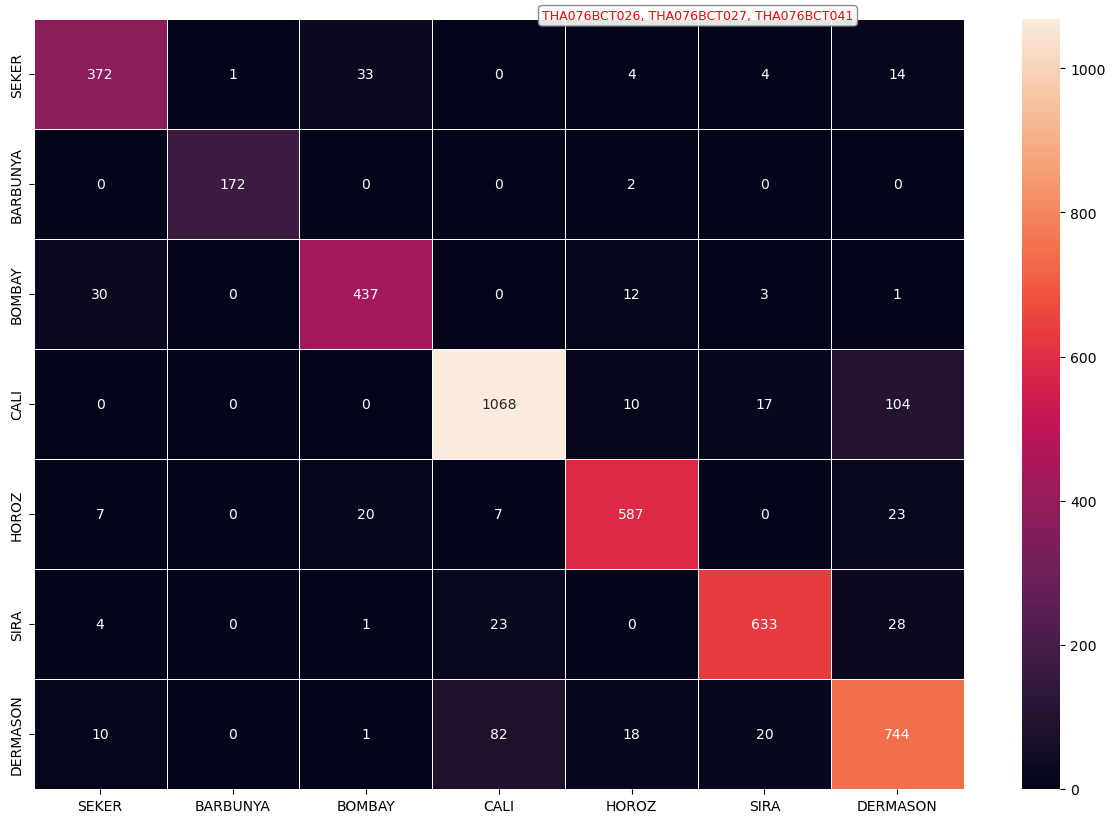 THA076BCT026, THA076BCT027, THA076BCT041
SEKER 372 1 33 0 4 4 14
BARBUNYA 0 172 0 0 2 0 0
BOMBAY 30 0 437 0 12 3 1
CALI 0 0 0 1068 10 17 104
HOROZ 7 0 20 7 587 0 23
SIRA 4 0 1 23 0 633 28
DERMASON 10 0 1 82 18 20 744
SEKER BARBUNYA BOMBAY CALI HOROZ SIRA DERMASON
1000
800
600
400
200
0